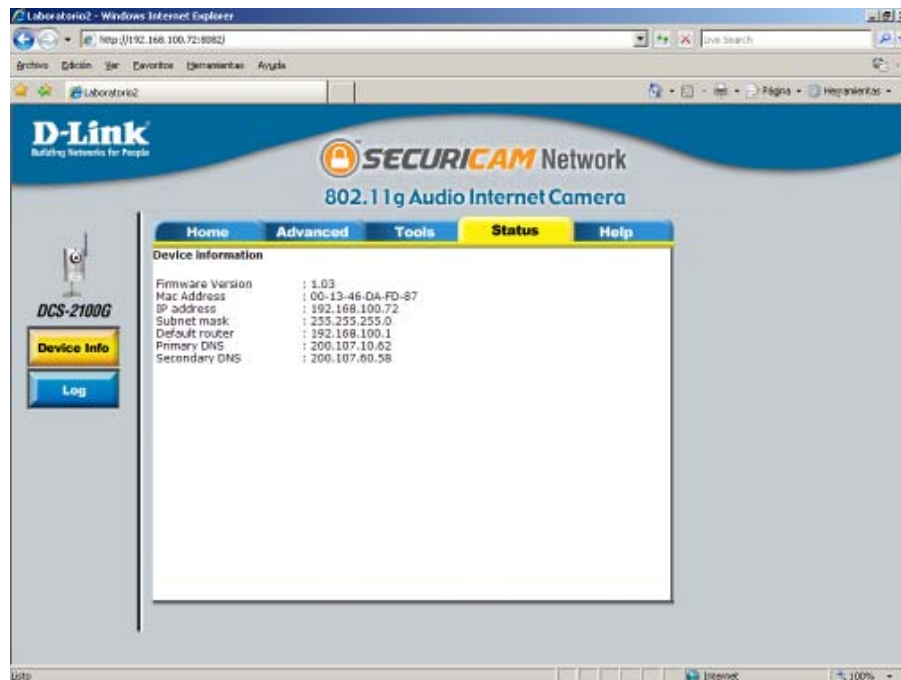 Laboratorio2 - Windows Internet Explorer
http://192.168.100.72:8082/
Live Search
Archivo Edición Ver Favoritos Herramientas Ayuda
Laboratorio2
Página
Herramientas
D-Link
Building Networks for People
SECURICAM Network
802.11g Audio Internet Camera
Home Advanced Tools Status Help
Device Information
Firmware Version : 1.03
Mac Address : 00-13-46-DA-FD-87
IP address : 192.168.100.72
Subnet mask : 255.255.255.0
Default router : 192.168.100.1
Primary DNS : 200.107.10.62
Secondary DNS : 200.107.60.58
DCS-2100G
Device Info
Log
Listo
Internet
100%